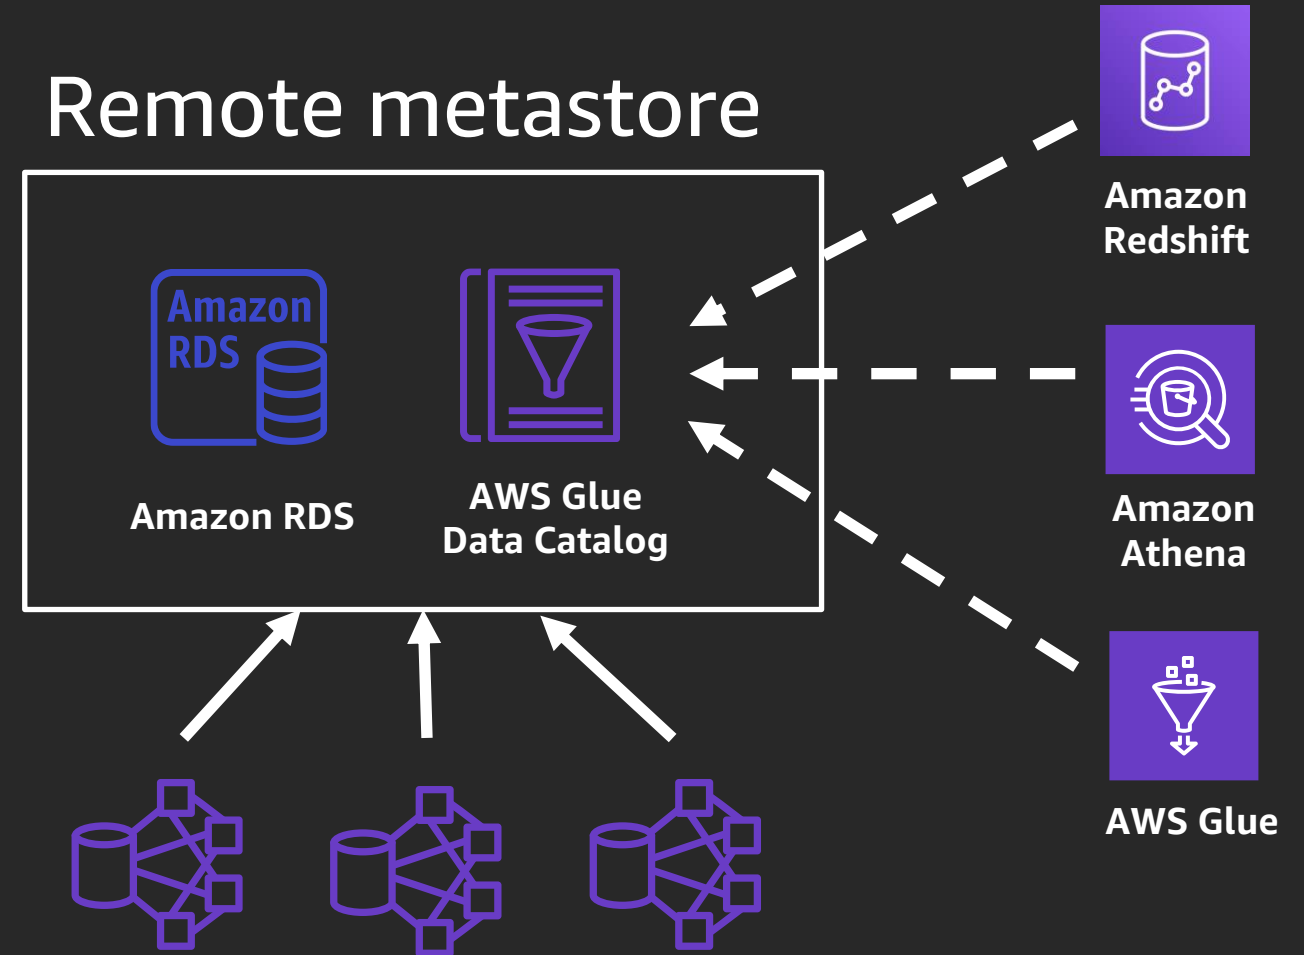 Remote metastore
Amazon
RDS
Amazon RDS
AWS Glue
Data Catalog
Amazon
Redshift
Amazon
Athena
AWS Glue